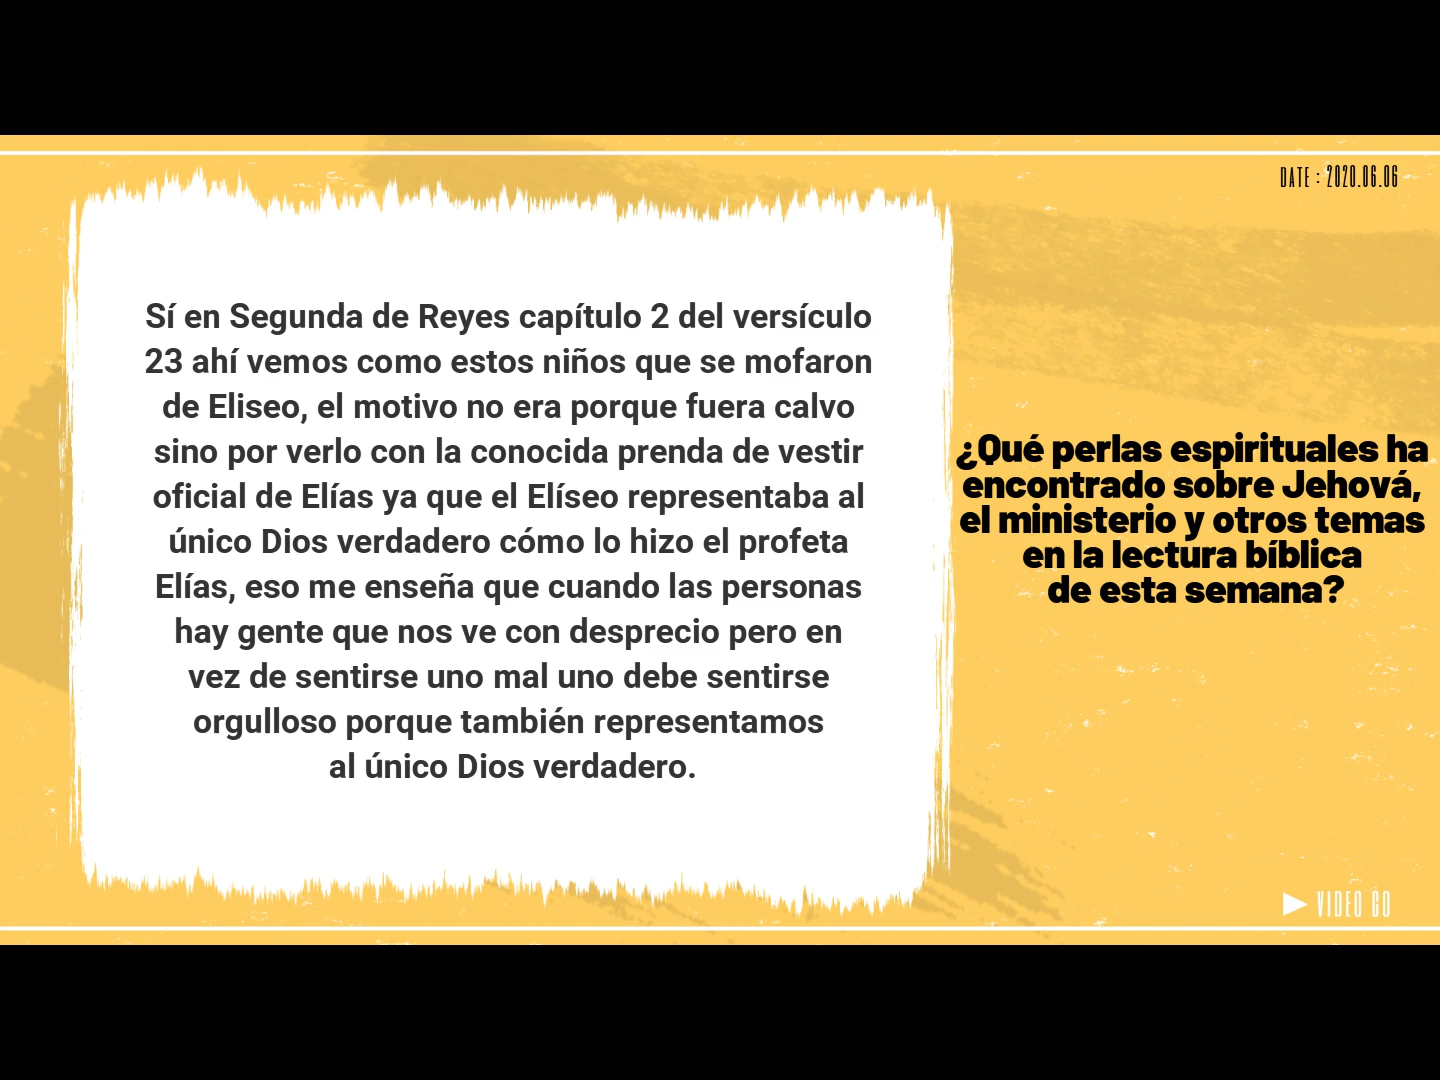 DATE : 2020.06.06
Sí en Segunda de Reyes capítulo 2 del versículo
23 ahí vemos como estos niños que se mofaron
de Eliseo, el motivo no era porque fuera calvo
sino por verlo con la conocida prenda de vestir
oficial de Elías ya que el Elíseo representaba al
único Dios verdadero cómo lo hizo el profeta
Elías, eso me enseña que cuando las personas
hay gente que nos ve con desprecio pero en
vez de sentirse uno mal uno debe sentirse
orgulloso porque también representamos
al único Dios verdadero.
¿Qué perlas espirituales ha
encontrado sobre Jehová,
el ministerio y otros temas
en la lectura bíblica
de esta semana?
VIDEO GO